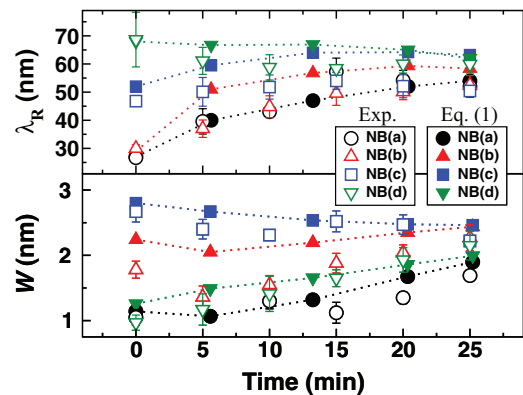 70
60
50
40
30
λR (nm)
Exp. Eq. (1)
NB(a) NB(a)
NB(b) NB(b)
NB(c) NB(c)
NB(d) NB(d)
3
2
1
W (nm)
0 5 10 15 20 25
Time (min)